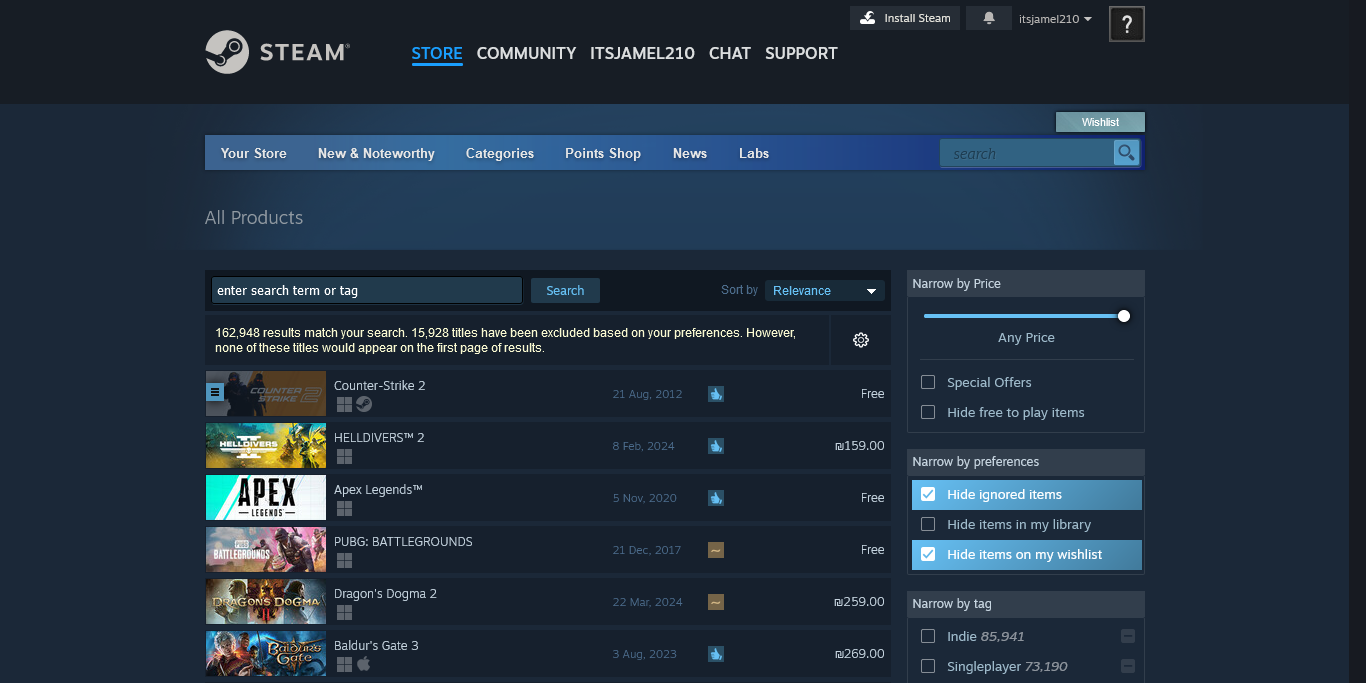 Install Steam
itsjamel210
?
STEAM®
STORE COMMUNITY ITSJAMEL210 CHAT SUPPORT
Wishlist
Your Store New & Noteworthy Categories Points Shop News Labs search
All Products
enter search term or tag Search Sort by Relevance
162,948 results match your search. 15,928 titles have been excluded based on your preferences. However,
none of these titles would appear on the first page of results.
COUNTER
STRIKE 2
Counter-Strike 2
21 Aug, 2012 Free
HELLDIVERS
II
HELLDIVERS™ 2
8 Feb, 2024 ₪159.00
APEX
LEGENDS
Apex Legends™
5 Nov, 2020 Free
PUBG
BATTLEGROUNDS
PUBG: BATTLEGROUNDS
21 Dec, 2017 Free
DRAGON'S DOGMA
II
Dragon's Dogma 2
22 Mar, 2024 ₪259.00
BALDUR'S
GATE
Baldur's Gate 3
3 Aug, 2023 ₪269.00
Narrow by Price
Any Price
Special Offers
Hide free to play items
Narrow by preferences
Hide ignored items
Hide items in my library
Hide items on my wishlist
Narrow by tag
Indie 85,941
Singleplayer 73,190